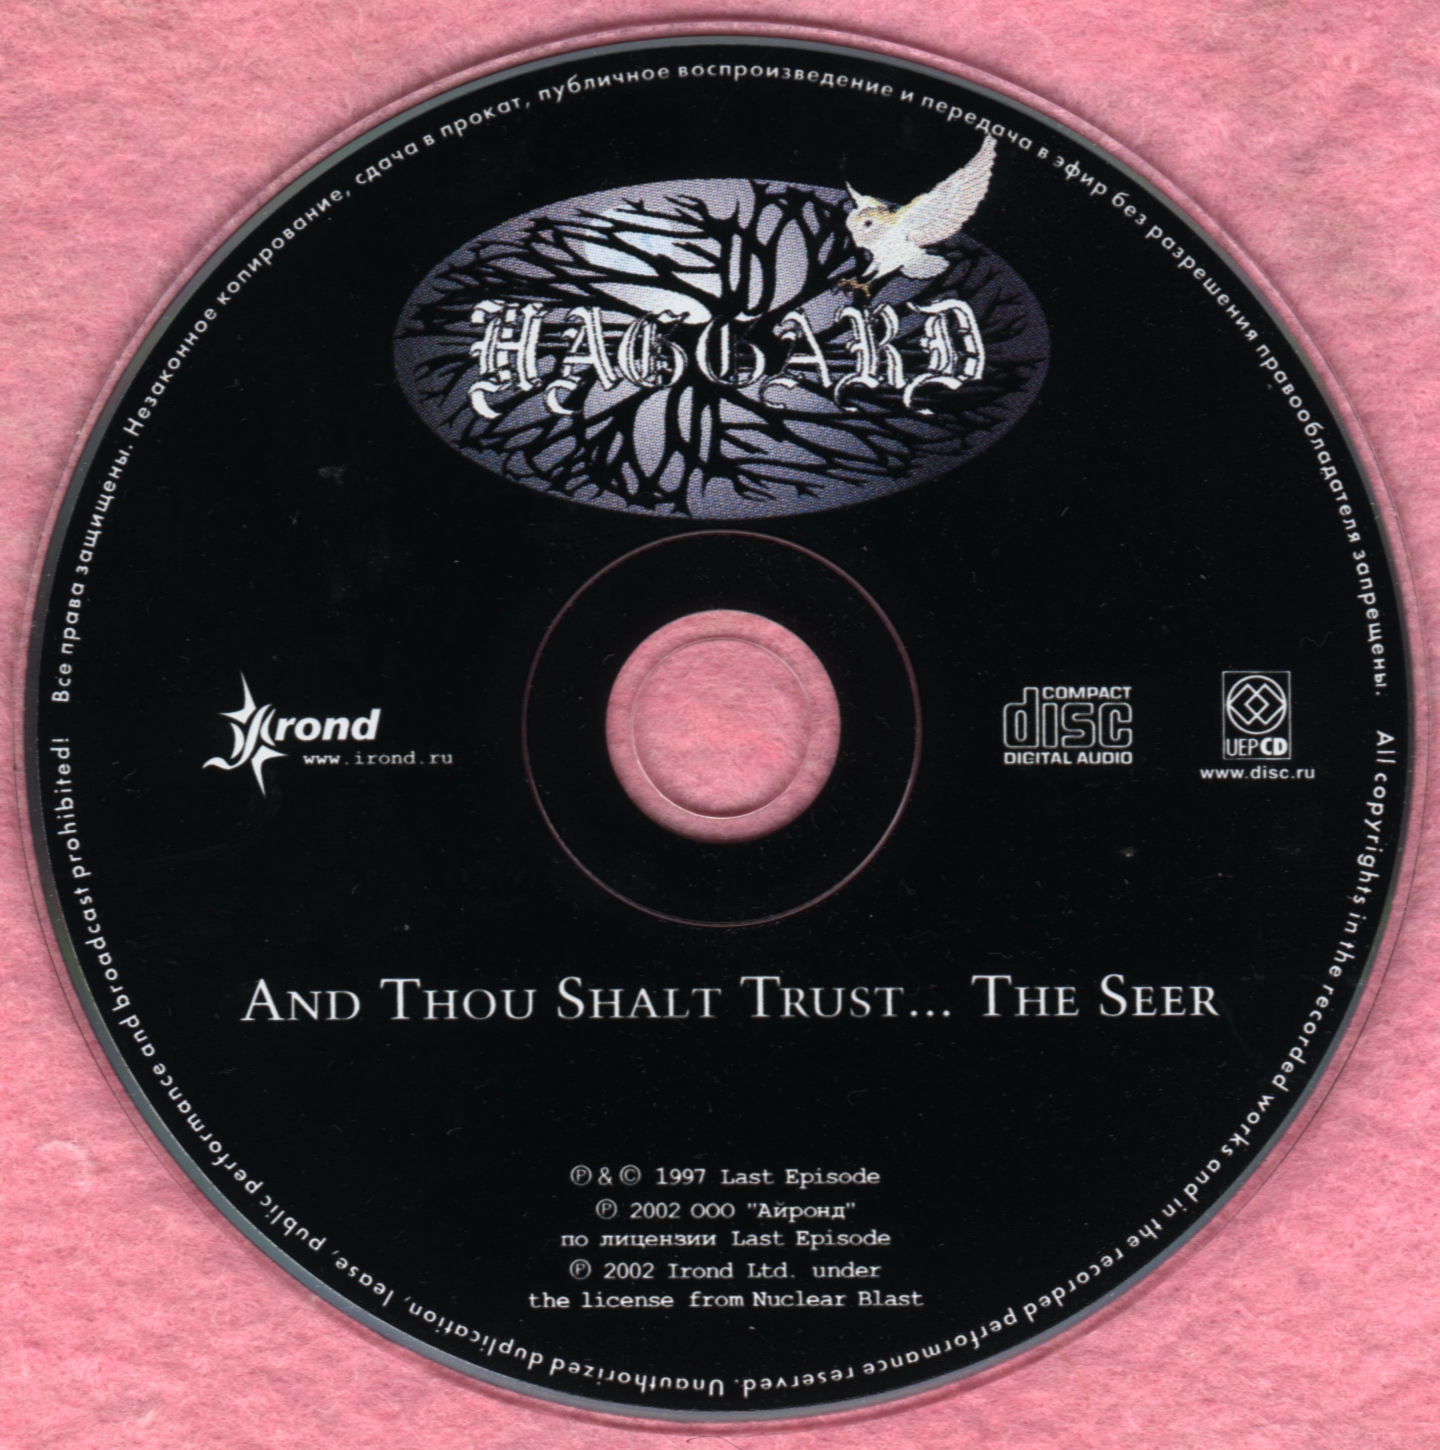 Все права защищены. Незаконное копирование, сдача в прокат, публичное воспроизведение и передача в эфир без разрешения правообладателя запрещены.
HAGGARD
irond
www.irond.ru
COMPACT
disc
DIGITAL AUDIO
UEPCD
www.disc.ru
AND THOU SHALT TRUST... THE SEER
Ⓟ & © 1997 Last Episode
Ⓟ 2002 ООО "Айронд"
по лицензии Last Episode
Ⓟ 2002 Irond Ltd. under
the license from Nuclear Blast
All copyrights in the recorded works and in the recorded performance reserved. Unauthorized duplication, lease, public performance and broadcast prohibited!